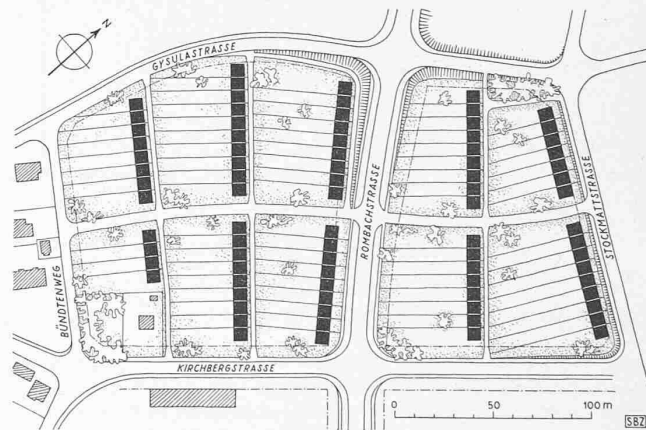 N
GYSULASTRASSE
ROMBACHSTRASSE
STOCKMATTSTRASSE
BÜNDTENWEG
KIRCHBERGSTRASSE
0 50 100 m
SBZ